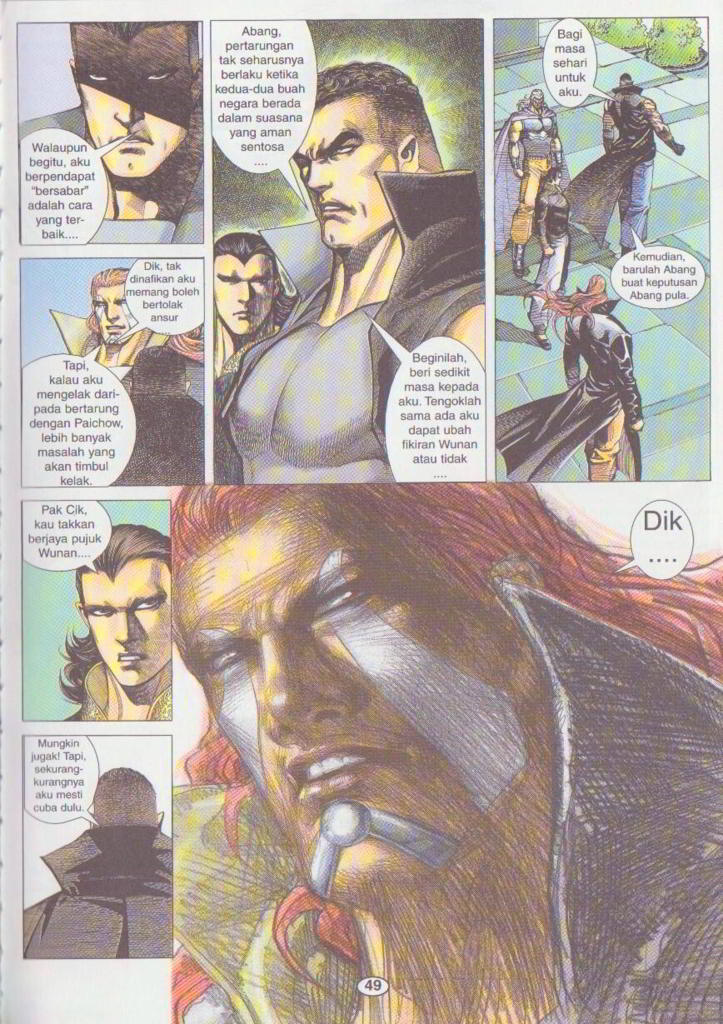 Walaupun
begitu, aku
berpendapat
"bersabar"
adalah cara
yang ter-
baik....
Abang,
pertarungan
tak seharusnya
berlaku ketika
kedua-dua buah
negara berada
dalam suasana
yang aman
sentosa
....
Bagi
masa
sehari
untuk
aku.
Kemudian,
barulah Abang
buat keputusan
Abang pula.
Dik, tak
dinafikan aku
memang boleh
bertolak
ansur
Tapi,
kalau aku
mengelak dari-
pada bertarung
dengan Paichow,
lebih banyak
masalah yang
akan timbul
kelak.
Beginilah,
beri sedikit
masa kepada
aku. Tengoklah
sama ada aku
dapat ubah
fikiran Wunan
atau tidak
....
Pak Cik,
kau takkan
berjaya pujuk
Wunan....
Dik
....
Mungkin
jugak! Tapi,
sekurang-
kurangnya
aku mesti
cuba dulu.
49